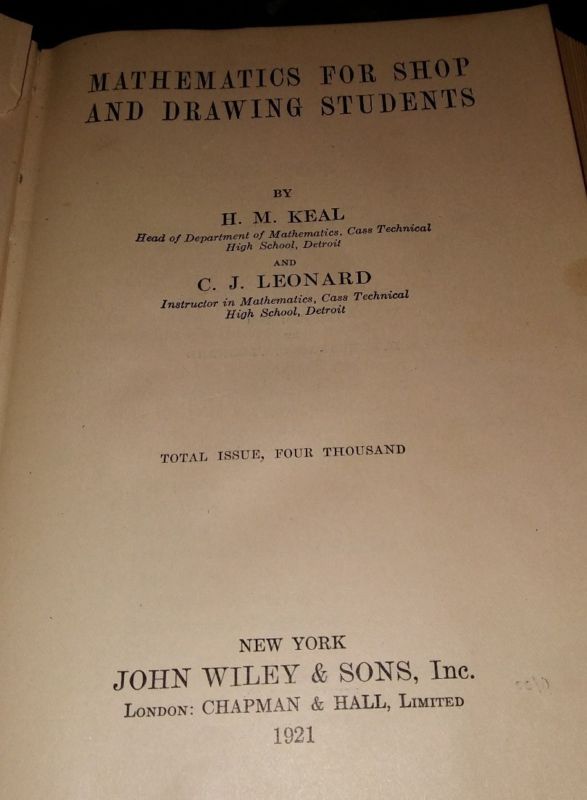 MATHEMATICS FOR SHOP
AND DRAWING STUDENTS
BY
H. M. KEAL
Head of Department of Mathematics, Cass Technical
High School, Detroit
AND
C. J. LEONARD
Instructor in Mathematics, Cass Technical
High School, Detroit
TOTAL ISSUE, FOUR THOUSAND
NEW YORK
JOHN WILEY & SONS, Inc.
LONDON: CHAPMAN & HALL, LIMITED
1921